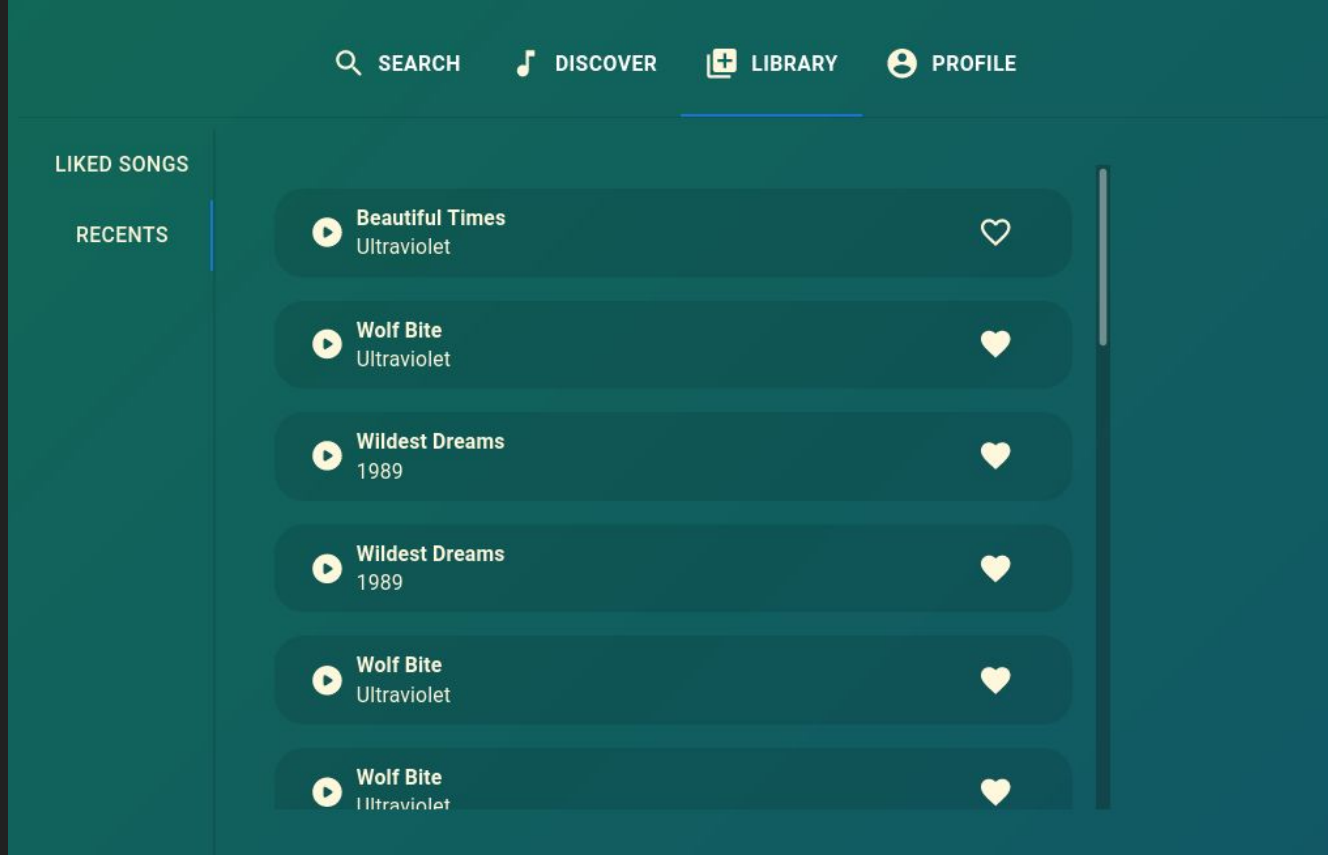 SEARCH DISCOVER LIBRARY PROFILE
LIKED SONGS
RECENTS
Beautiful Times
Ultraviolet
Wolf Bite
Ultraviolet
Wildest Dreams
1989
Wildest Dreams
1989
Wolf Bite
Ultraviolet
Wolf Bite
Ultraviolet